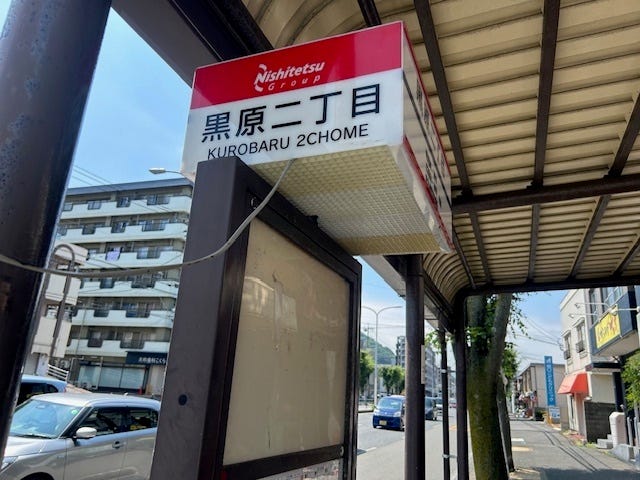 Nishitetsu
Group
黒原二丁目
KUROBARU 2CHOME